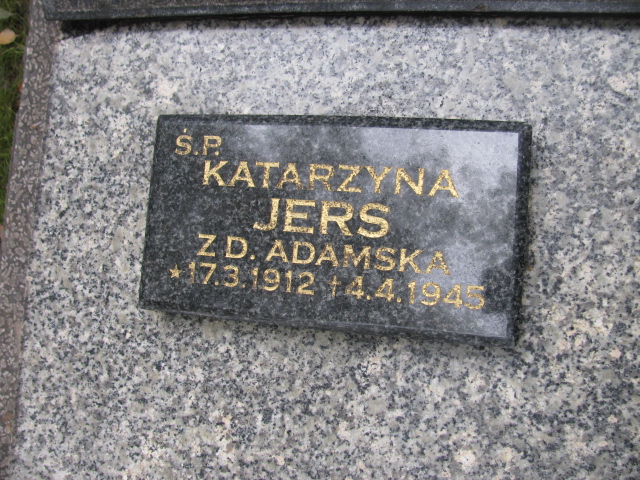 Ś.P.
KATARZYNA
JERS
Z D. ADAMSKA
*17.3.1912 †4.4.1945